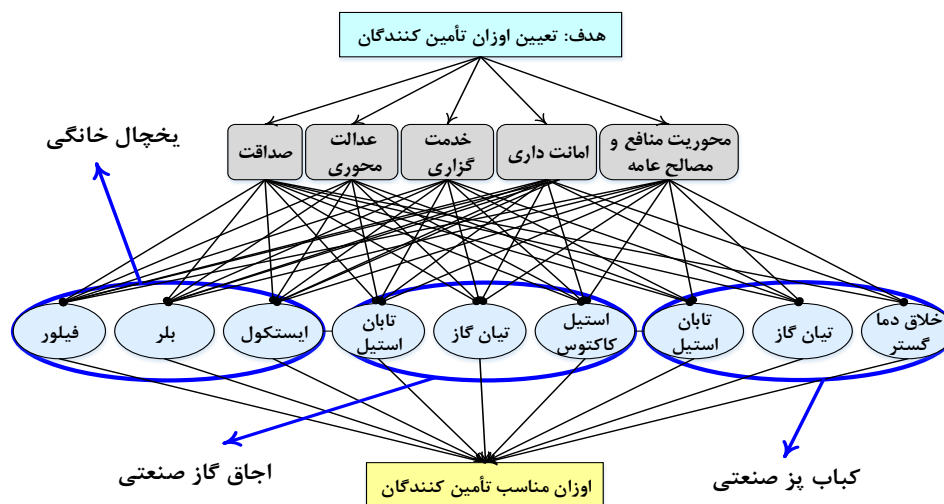 هدف: تعیین اوزان تأمین کنندگان
محوریت منافع و
مصالح عامه
امانت داری
خدمت
گزاری
عدالت
محوری
صداقت
یخچال خانگی
خلاق دما
گستر
تیان گاز
تابان
استیل
استیل
کاکتوس
تیان گاز
تابان
استیل
ایستکول
بلر
فیلور
کباب پز صنعتی
اجاق گاز صنعتی
اوزان مناسب تأمین کنندگان